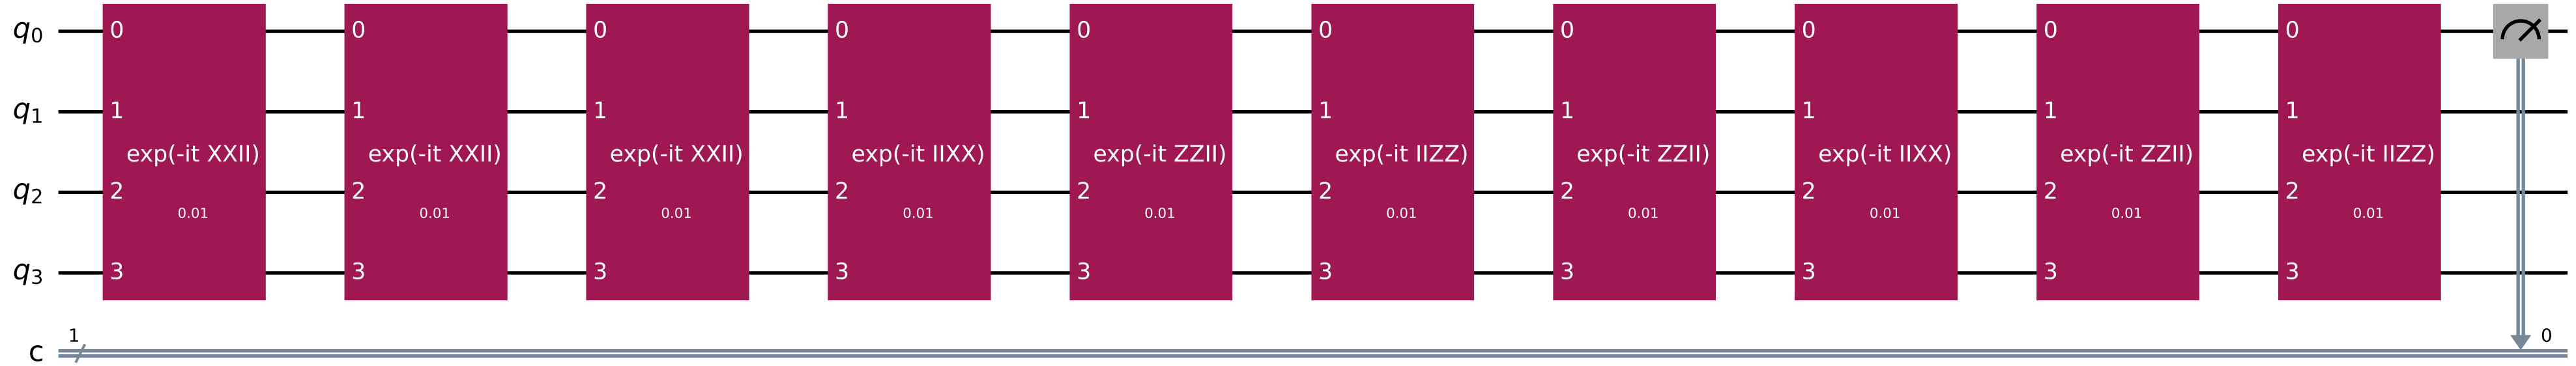 q0 0 0 0 0 0 0 0 0 0 0
q1 1 1 1 1 1 1 1 1 1 1
exp(-it XXII) exp(-it XXII) exp(-it XXII) exp(-it IIXX) exp(-it ZZII) exp(-it IIZZ) exp(-it ZZII) exp(-it IIXX) exp(-it ZZII) exp(-it IIZZ)
q2 2 2 2 2 2 2 2 2 2 2
0.01 0.01 0.01 0.01 0.01 0.01 0.01 0.01 0.01 0.01
q3 3 3 3 3 3 3 3 3 3 3
1 0
c